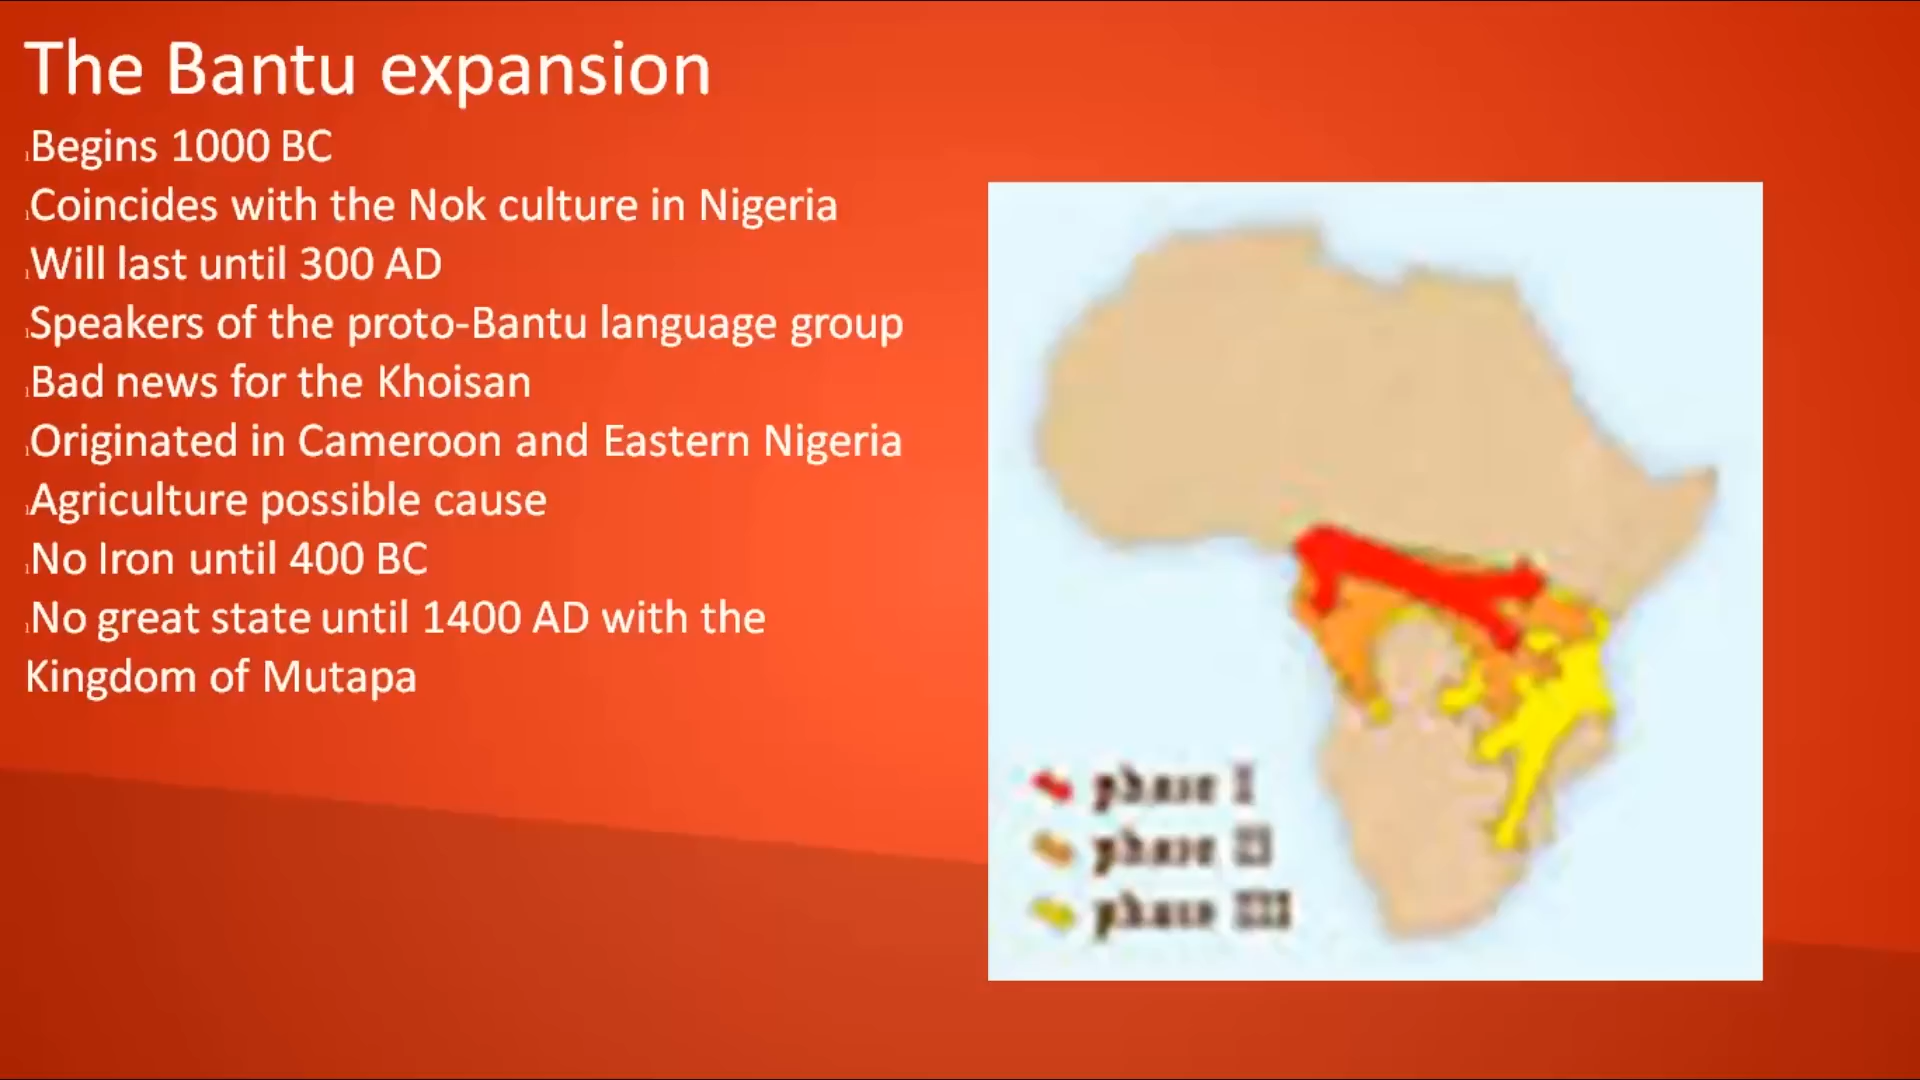 The Bantu expansion
Begins 1000 BC
Coincides with the Nok culture in Nigeria
Will last until 300 AD
Speakers of the proto-Bantu language group
Bad news for the Khoisan
Originated in Cameroon and Eastern Nigeria
Agriculture possible cause
No Iron until 400 BC
No great state until 1400 AD with the
Kingdom of Mutapa
phase I
phase II
phase III